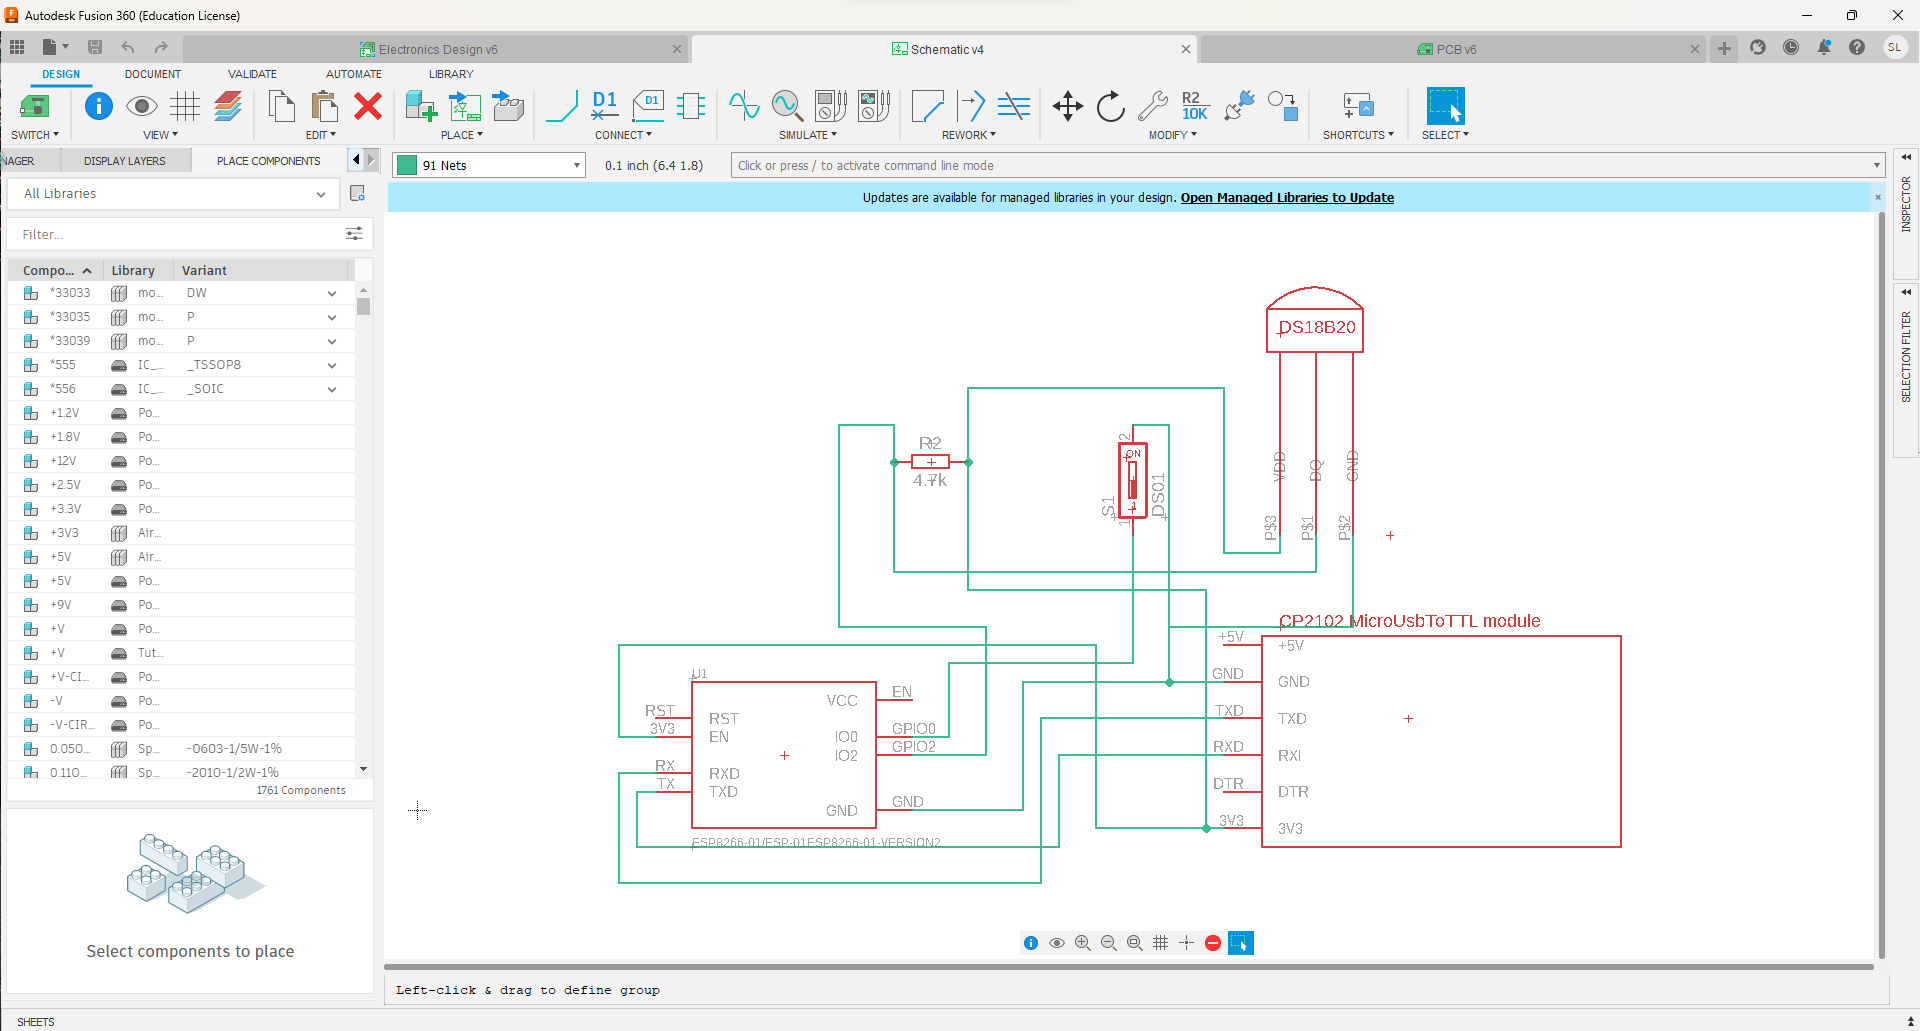 Autodesk Fusion 360 (Education License)
Electronics Design v6
Schematic v4
PCB v6
SL
DESIGN
DOCUMENT
VALIDATE
AUTOMATE
LIBRARY
D1
D1
R2
10K
SWITCH
VIEW
EDIT
PLACE
CONNECT
SIMULATE
REWORK
MODIFY
SHORTCUTS
SELECT
NAGER
DISPLAY LAYERS
PLACE COMPONENTS
91 Nets
0.1 inch (6.4 1.8)
Click or press / to activate command line mode
All Libraries
Updates are available for managed libraries in your design. Open Managed Libraries to Update
Filter...
Compo... Library Variant
*33033 mo... DW
*33035 mo... P
*33039 mo... P
*555 IC_... _TSSOP8
*556 IC_... _SOIC
+1.2V Po...
+1.8V Po...
+12V Po...
+2.5V Po...
+3.3V Po...
+3V3 Air...
+5V Air...
+5V Po...
+9V Po...
+V Po...
+V Tut...
+V-CI... Po...
-V Po...
-V-CIR... Po...
0.050... Sp... -0603-1/5W-1%
0.110... Sp... -2010-1/2W-1%
1761 Components
Select components to place
INSPECTOR
SELECTION FILTER
DS18B20
VDD
DQ
GND
P$3
P$1
P$2
R2
4.7k
2
ON
1
1
S1
DS01
CP2102 MicroUsbToTTL module
+5V +5V
GND GND
TXD TXD
RXD RXI
DTR DTR
3V3 3V3
U1
RST RST
3V3 EN
RX RXD
TX TXD
VCC EN
IO0 GPIO0
IO2 GPIO2
GND GND
ESP8266-01/ESP-01ESP8266-01-VERSION2
Left-click & drag to define group
SHEETS